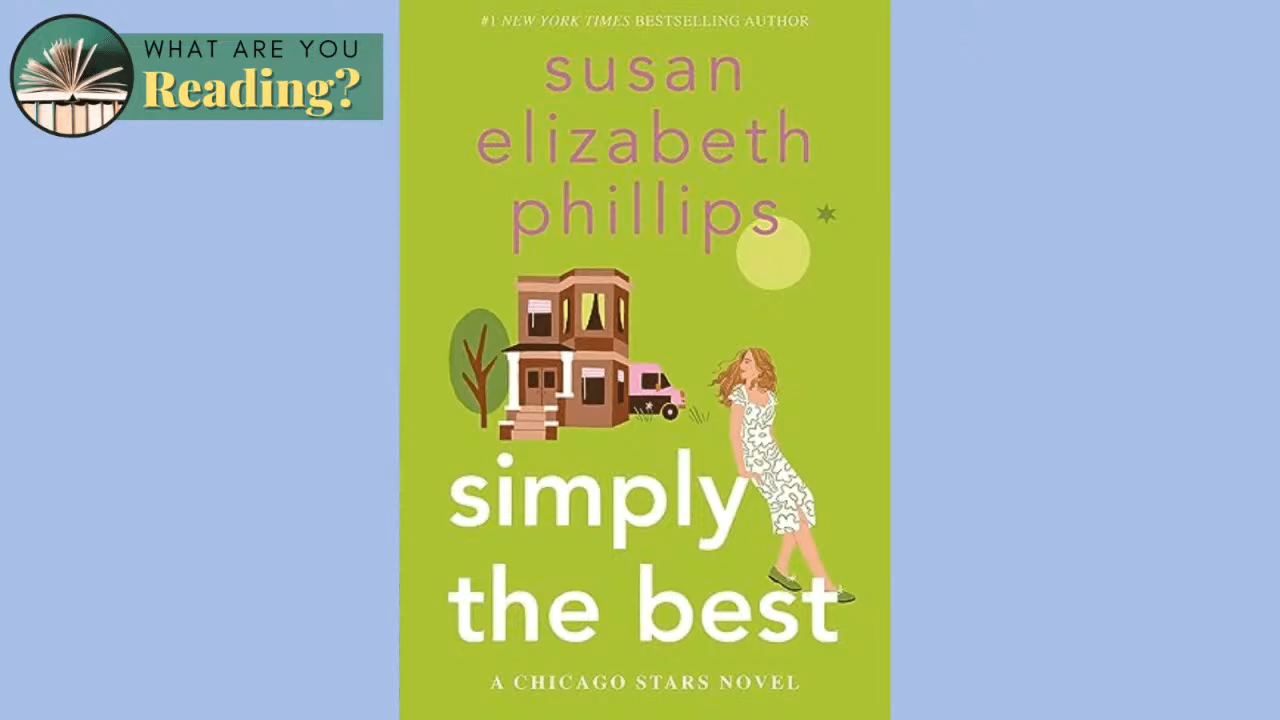 WHAT ARE YOU
Reading?
#1 NEW YORK TIMES BESTSELLING AUTHOR
susan
elizabeth
phillips
simply
the best
A CHICAGO STARS NOVEL